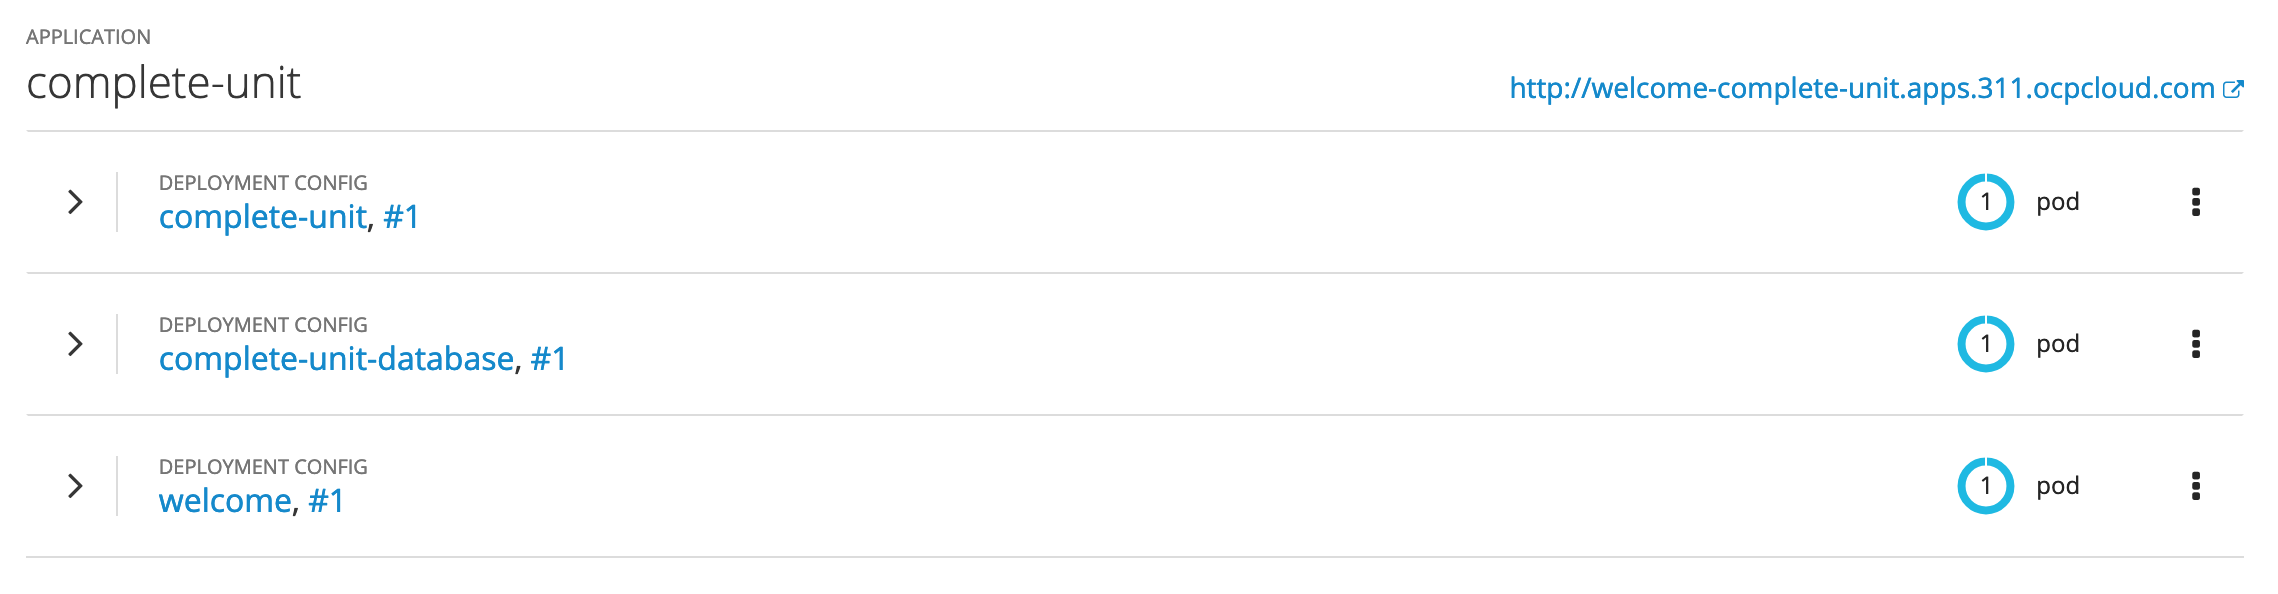 APPLICATION
complete-unit
http://welcome-complete-unit.apps.311.ocpcloud.com
DEPLOYMENT CONFIG
complete-unit, #1
1 pod
DEPLOYMENT CONFIG
complete-unit-database, #1
1 pod
DEPLOYMENT CONFIG
welcome, #1
1 pod